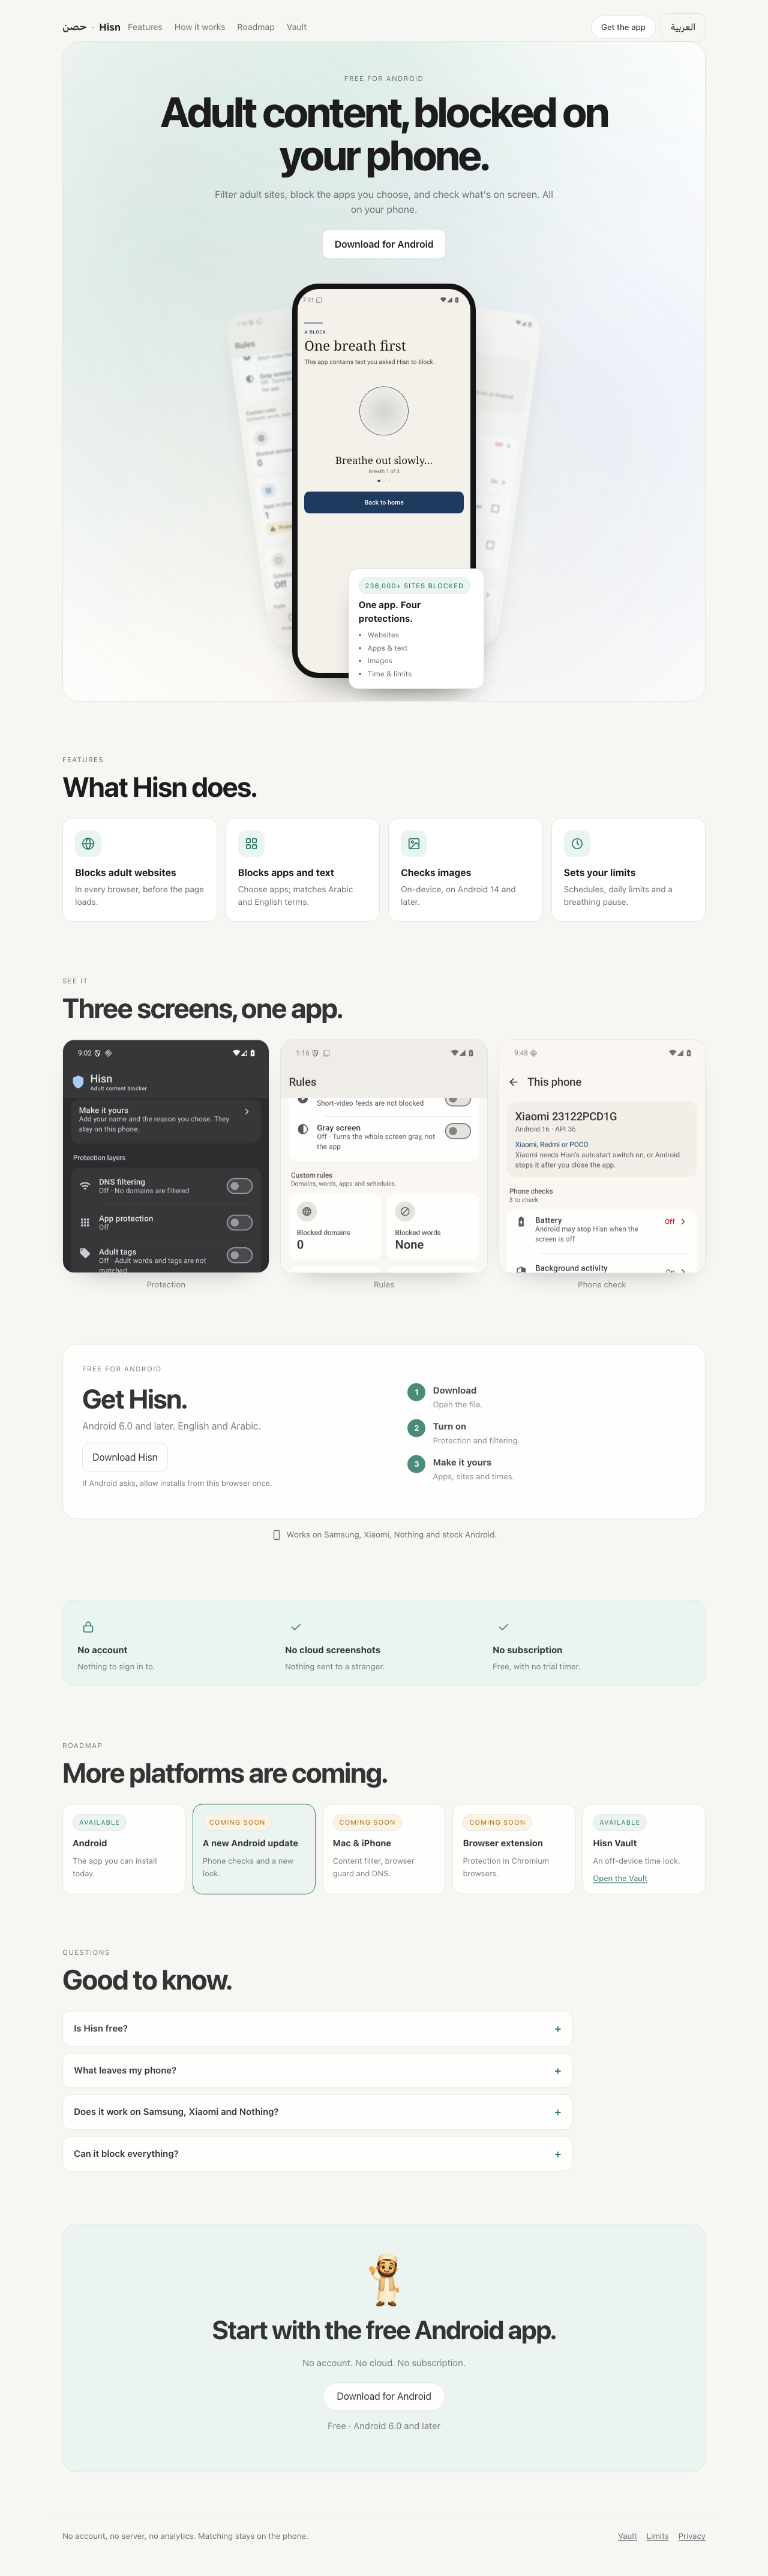 حصن · Hisn Features How it works Roadmap Vault Get the app العربية
FREE FOR ANDROID
Adult content, blocked on
your phone.
Filter adult sites, block the apps you choose, and check what's on screen. All
on your phone.
Download for Android
7:31
A BLOCK
One breath first
This app contains text you asked Hisn to block.
Breathe out slowly...
Breath 1 of 3
Back to home
Rules
Gray screen
Custom rules
0
1
Off
Tools
Off
236,000+ SITES BLOCKED
One app. Four
protections.
Websites
Apps & text
Images
Time & limits
FEATURES
What Hisn does.
Blocks adult websites
In every browser, before the page
loads.
Blocks apps and text
Choose apps; matches Arabic
and English terms.
Checks images
On-device, on Android 14 and
later.
Sets your limits
Schedules, daily limits and a
breathing pause.
SEE IT
Three screens, one app.
9:02
Hisn
Adult content blocker
Make it yours
Add your name and the reason you chose. They
stay on this phone.
Protection layers
DNS filtering
Off · No domains are filtered
App protection
Off
Adult tags
Off · Adult words and tags are not
matched
Protection
1:16
Rules
Short-video feeds are not blocked
Gray screen
Off · Turns the whole screen gray, not
the app
Custom rules
Domains, words, apps and schedules.
Blocked domains
0
Blocked words
None
Rules
9:48
This phone
Xiaomi 23122PCD1G
Android 16 · API 36
Xiaomi, Redmi or POCO
Xiaomi needs Hisn's autostart switch on, or Android
stops it after you close the app.
Phone checks
3 to check
Battery
Android may stop Hisn when the
screen is off
Off
Background activity
On
Phone check
FREE FOR ANDROID
Get Hisn.
Android 6.0 and later. English and Arabic.
Download Hisn
If Android asks, allow installs from this browser once.
1 Download
Open the file.
2 Turn on
Protection and filtering.
3 Make it yours
Apps, sites and times.
Works on Samsung, Xiaomi, Nothing and stock Android.
No account
Nothing to sign in to.
No cloud screenshots
Nothing sent to a stranger.
No subscription
Free, with no trial timer.
ROADMAP
More platforms are coming.
AVAILABLE
Android
The app you can install
today.
COMING SOON
A new Android update
Phone checks and a new
look.
COMING SOON
Mac & iPhone
Content filter, browser
guard and DNS.
COMING SOON
Browser extension
Protection in Chromium
browsers.
AVAILABLE
Hisn Vault
An off-device time lock.
Open the Vault
QUESTIONS
Good to know.
Is Hisn free? +
What leaves my phone? +
Does it work on Samsung, Xiaomi and Nothing? +
Can it block everything? +
Start with the free Android app.
No account. No cloud. No subscription.
Download for Android
Free · Android 6.0 and later
No account, no server, no analytics. Matching stays on the phone.
Vault Limits Privacy